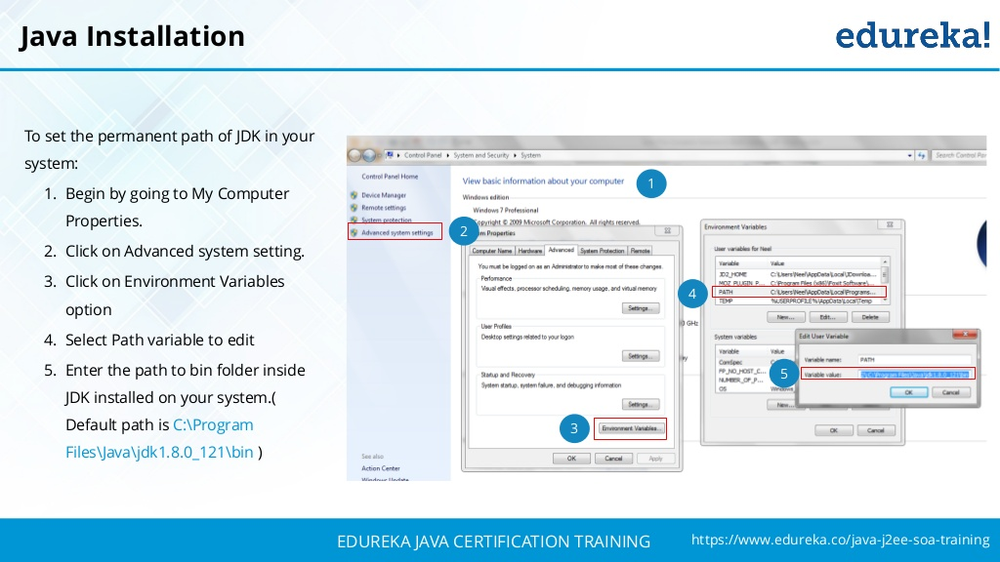 Java Installation
edureka!
To set the permanent path of JDK in your
system:
1. Begin by going to My Computer
Properties.
2. Click on Advanced system setting.
3. Click on Environment Variables
option
4. Select Path variable to edit
5. Enter the path to bin folder inside
JDK installed on your system.(
Default path is C:\Program
Files\Java\jdk1.8.0_121\bin )
Control Panel System and Security System
Search Control Par
Control Panel Home
Device Manager
Remote settings
System protection
Advanced system settings
See also
Action Center
Windows Update
View basic information about your computer
1
Windows edition
Windows 7 Professional
Copyright © 2009 Microsoft Corporation. All rights reserved.
2
m Properties
Computer Name Hardware Advanced System Protection Remote
You must be logged on as an Administrator to make most of these changes.
Performance
Visual effects, processor scheduling, memory usage, and virtual memory
Settings...
User Profiles
Desktop settings related to your logon
Settings...
Startup and Recovery
System startup, system failure, and debugging information
Settings...
3
Environment Variables...
OK Cancel Apply
0 GHz
Environment Variables
User variables for Neel
Variable Value
JD2_HOME C:\Users\Neel\AppData\Local\JDownloa...
MOZ_PLUGIN_P... C:\Program Files (x86)\Foxit Software\...
4
PATH C:\Users\Neel\AppData\Local\Programs...
TEMP %USERPROFILE%\AppData\Local\Temp
New... Edit... Delete
System variables
Variable Value
ComSpec
FP_NO_HOST_C...
NUMBER_OF_P...
OS Windows_
New...
OK Cancel
Edit User Variable
Variable name: PATH
5
Variable value:
OK Cancel
EDUREKA JAVA CERTIFICATION TRAINING
https://www.edureka.co/java-j2ee-soa-training